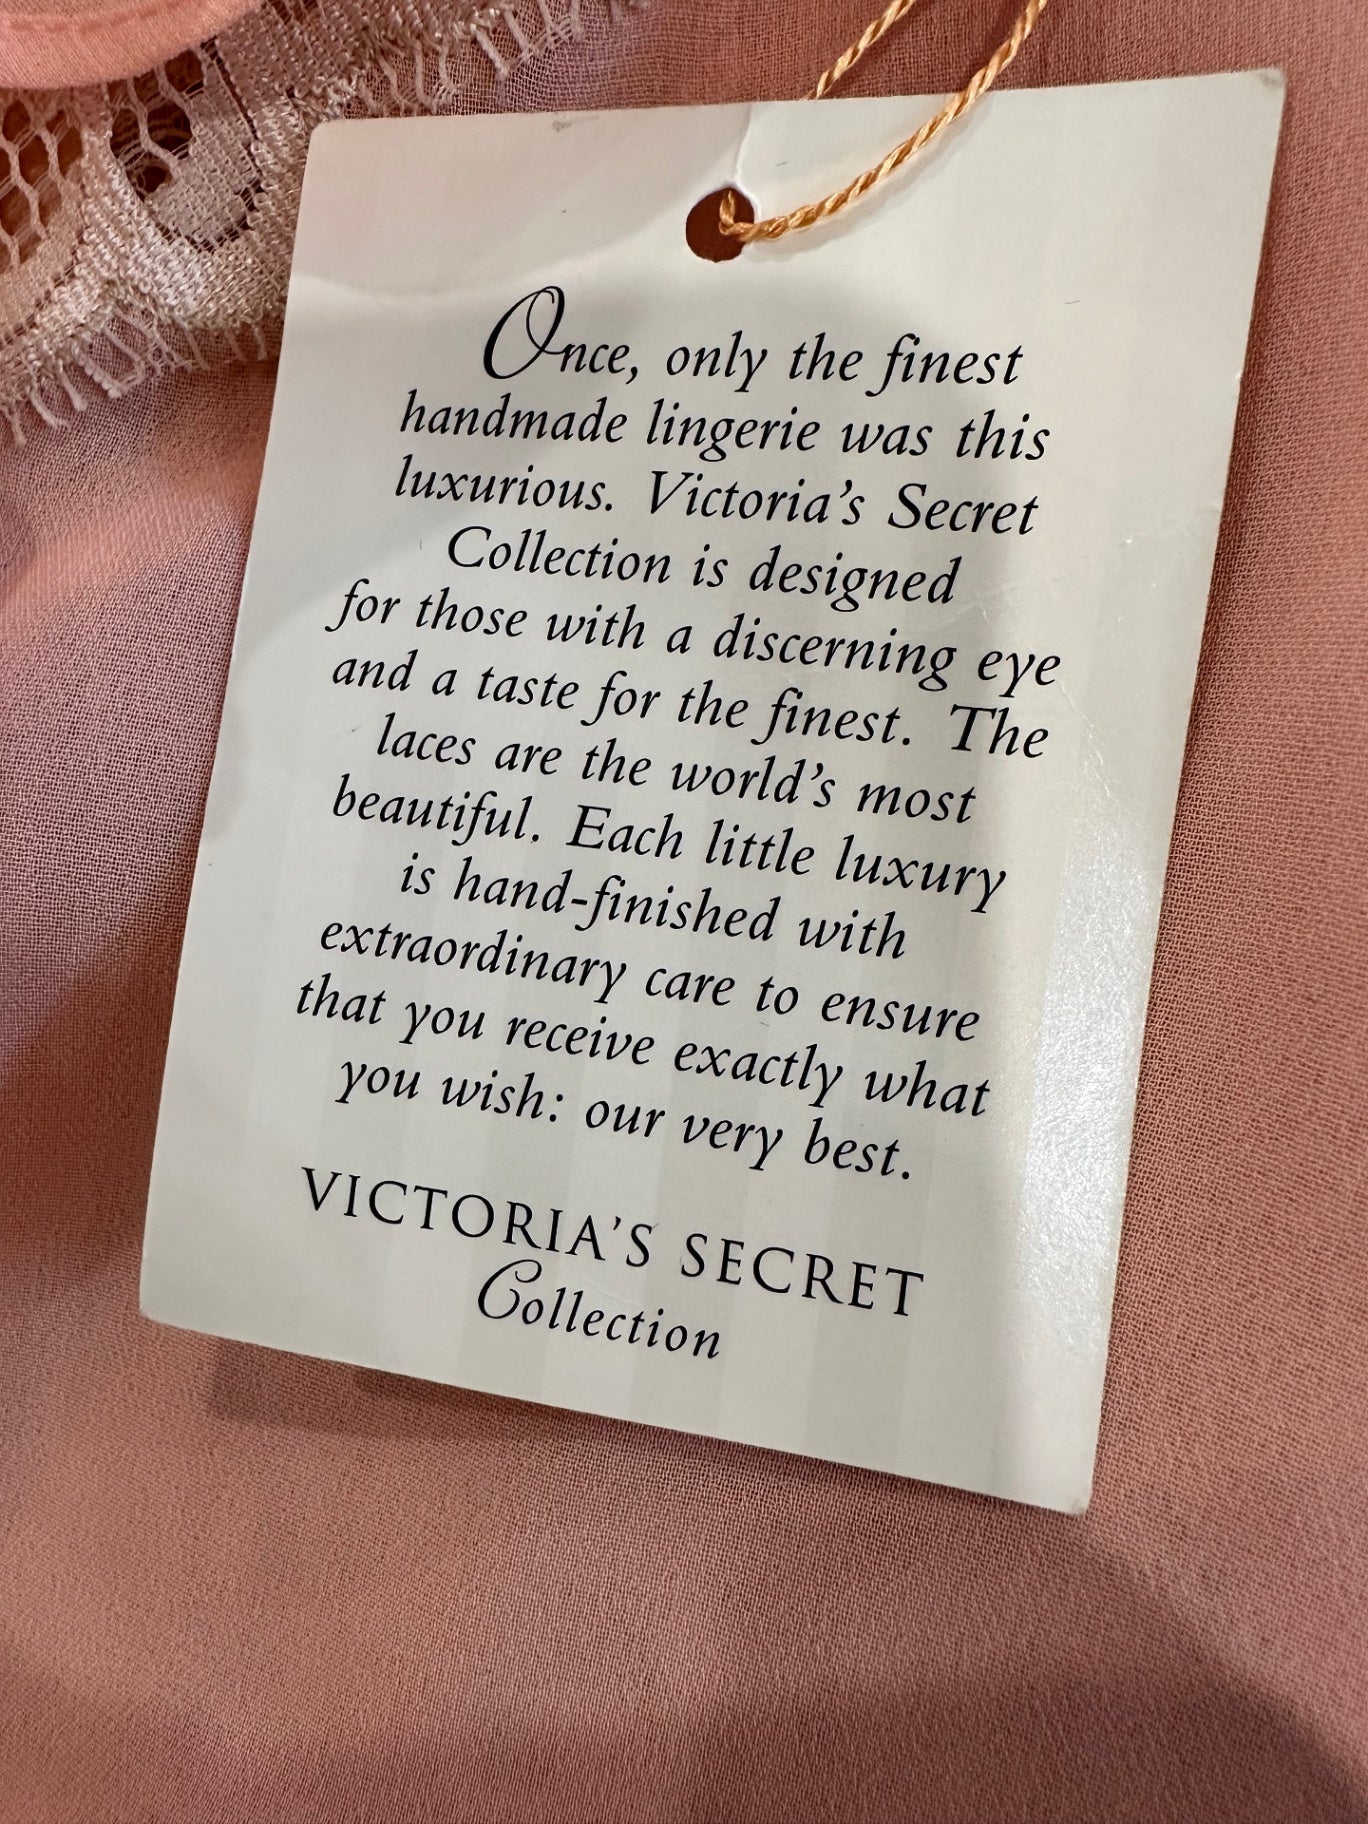 Once, only the finest
handmade lingerie was this
luxurious. Victoria's Secret
Collection is designed
for those with a discerning eye
and a taste for the finest. The
laces are the world's most
beautiful. Each little luxury
is hand-finished with
extraordinary care to ensure
that you receive exactly what
you wish: our very best.
VICTORIA'S SECRET
Collection